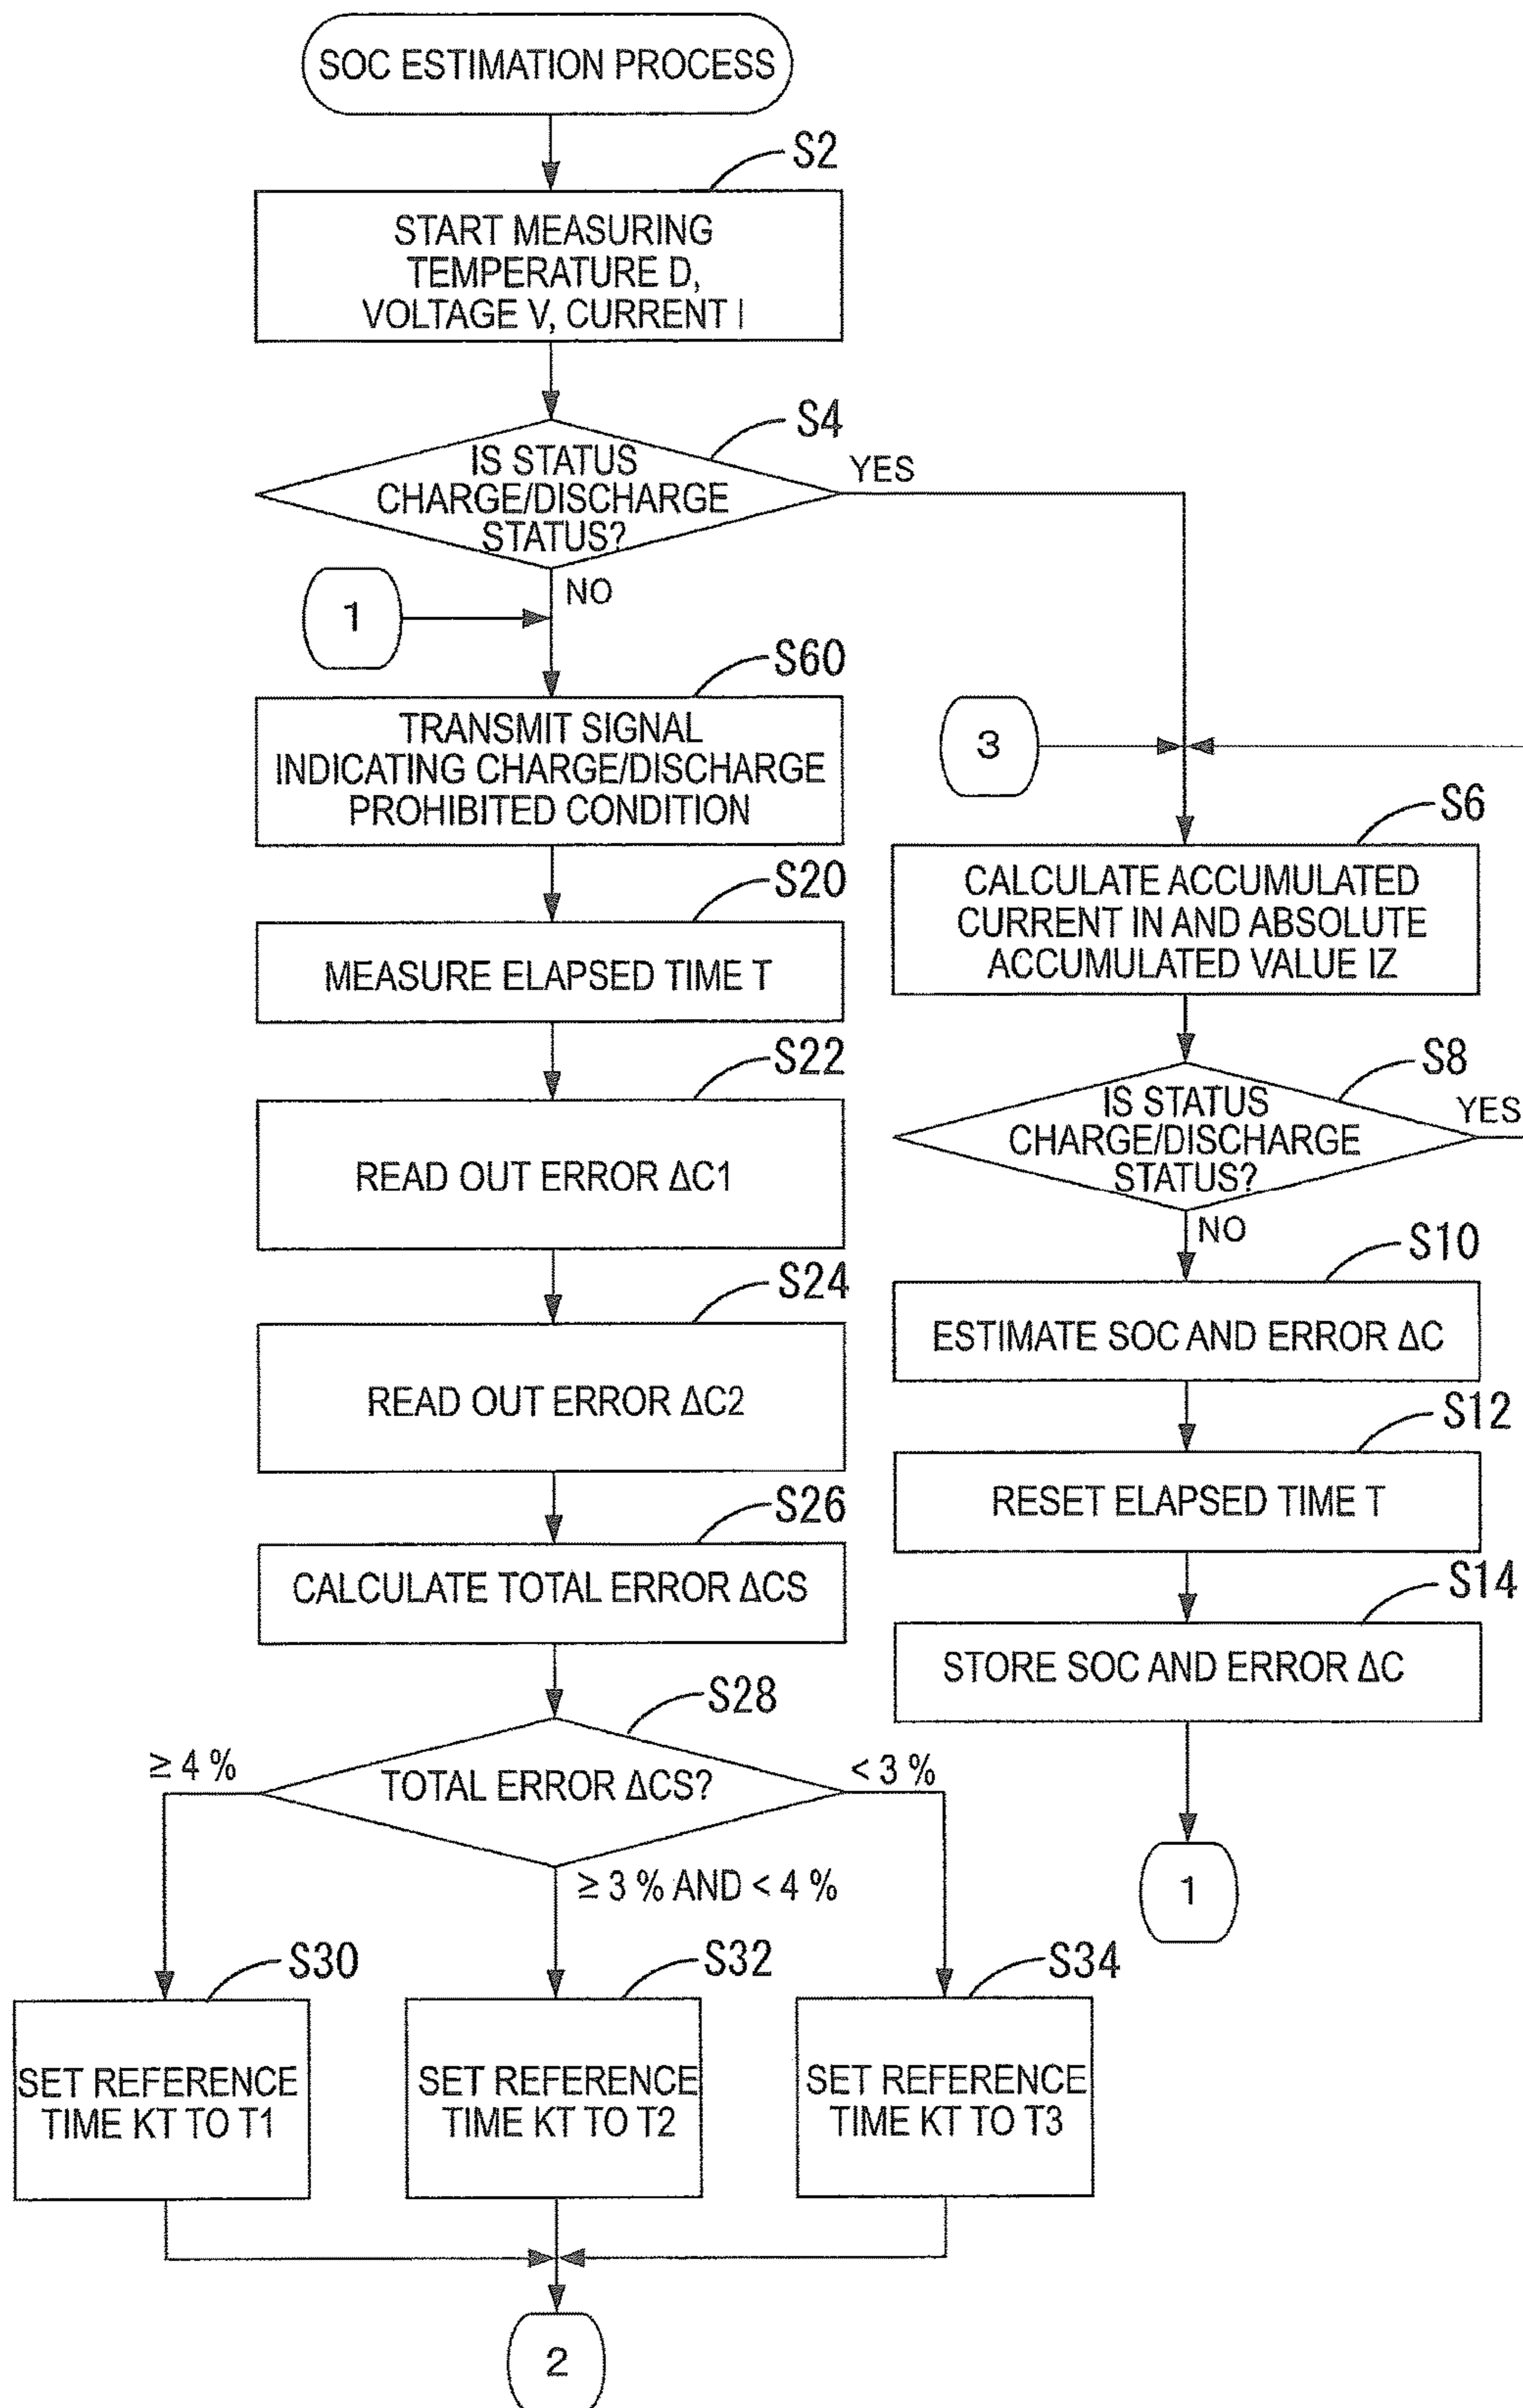 SOC ESTIMATION PROCESS
S2
START MEASURING
TEMPERATURE D,
VOLTAGE V, CURRENT I
S4
IS STATUS
CHARGE/DISCHARGE
STATUS?
YES
NO
1
S60
TRANSMIT SIGNAL
INDICATING CHARGE/DISCHARGE
PROHIBITED CONDITION
S20
MEASURE ELAPSED TIME T
S22
READ OUT ERROR ΔC1
S24
READ OUT ERROR ΔC2
S26
CALCULATE TOTAL ERROR ΔCS
S28
TOTAL ERROR ΔCS?
≥ 4 %
≥ 3 % AND < 4 %
< 3 %
S30
SET REFERENCE
TIME KT TO T1
S32
SET REFERENCE
TIME KT TO T2
S34
SET REFERENCE
TIME KT TO T3
2
3
S6
CALCULATE ACCUMULATED
CURRENT IN AND ABSOLUTE
ACCUMULATED VALUE IZ
S8
IS STATUS
CHARGE/DISCHARGE
STATUS?
YES
NO
S10
ESTIMATE SOC AND ERROR ΔC
S12
RESET ELAPSED TIME T
S14
STORE SOC AND ERROR ΔC
1